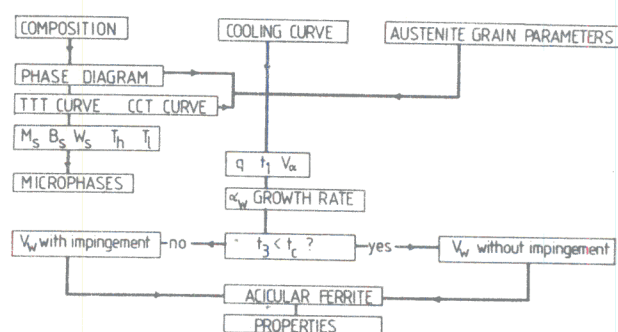 COMPOSITION
COOLING CURVE
AUSTENITE GRAIN PARAMETERS
PHASE DIAGRAM
TTT CURVE CCT CURVE
Ms Bs Ws Th Tl
MICROPHASES
q t1 Vα
αw GROWTH RATE
Vw with impingement
no
t3 < tc ?
yes
Vw without impingement
ACICULAR FERRITE
PROPERTIES